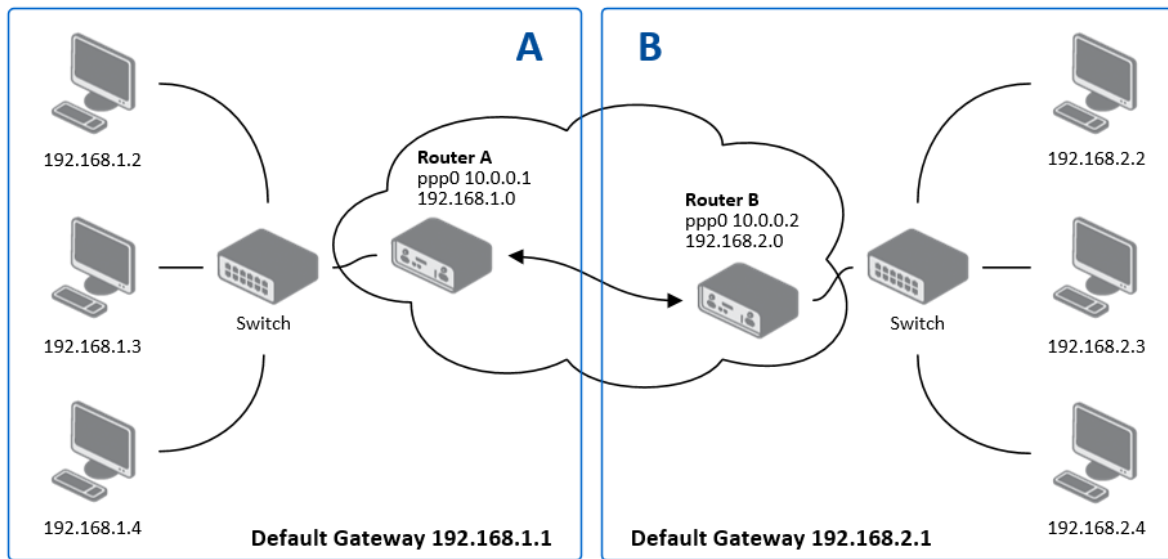 A
B
192.168.1.2
Router A
ppp0 10.0.0.1
192.168.1.0
192.168.2.2
Router B
ppp0 10.0.0.2
192.168.2.0
Switch
192.168.1.3
Switch
192.168.2.3
192.168.1.4
Default Gateway 192.168.1.1
Default Gateway 192.168.2.1
192.168.2.4